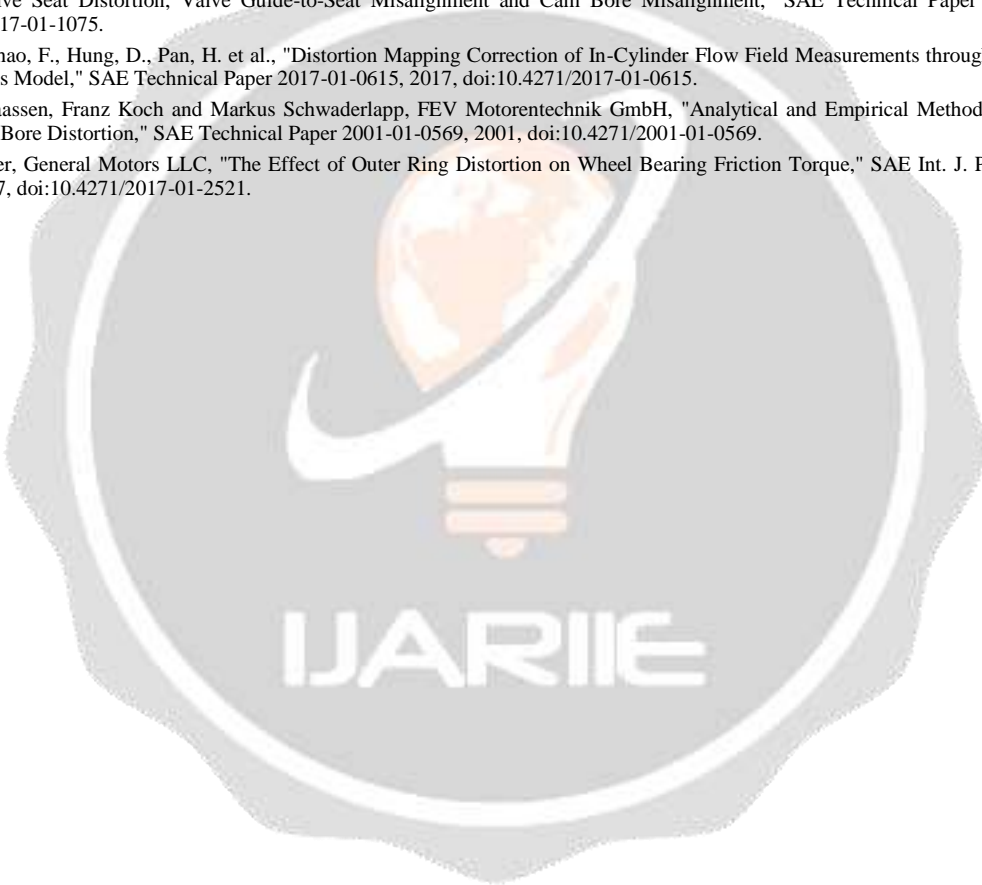 ve Seat Distortion, Valve Guide-to-Seat Misalignment and Cam Bore Misalignment," SAE Technical Paper
17-01-1075.
hao, F., Hung, D., Pan, H. et al., "Distortion Mapping Correction of In-Cylinder Flow Field Measurements throug
s Model," SAE Technical Paper 2017-01-0615, 2017, doi:10.4271/2017-01-0615.
assen, Franz Koch and Markus Schwaderlapp, FEV Motorentechnik GmbH, "Analytical and Empirical Method
Bore Distortion," SAE Technical Paper 2001-01-0569, 2001, doi:10.4271/2001-01-0569.
er, General Motors LLC, "The Effect of Outer Ring Distortion on Wheel Bearing Friction Torque," SAE Int. J. P
7, doi:10.4271/2017-01-2521.
IJARIIE